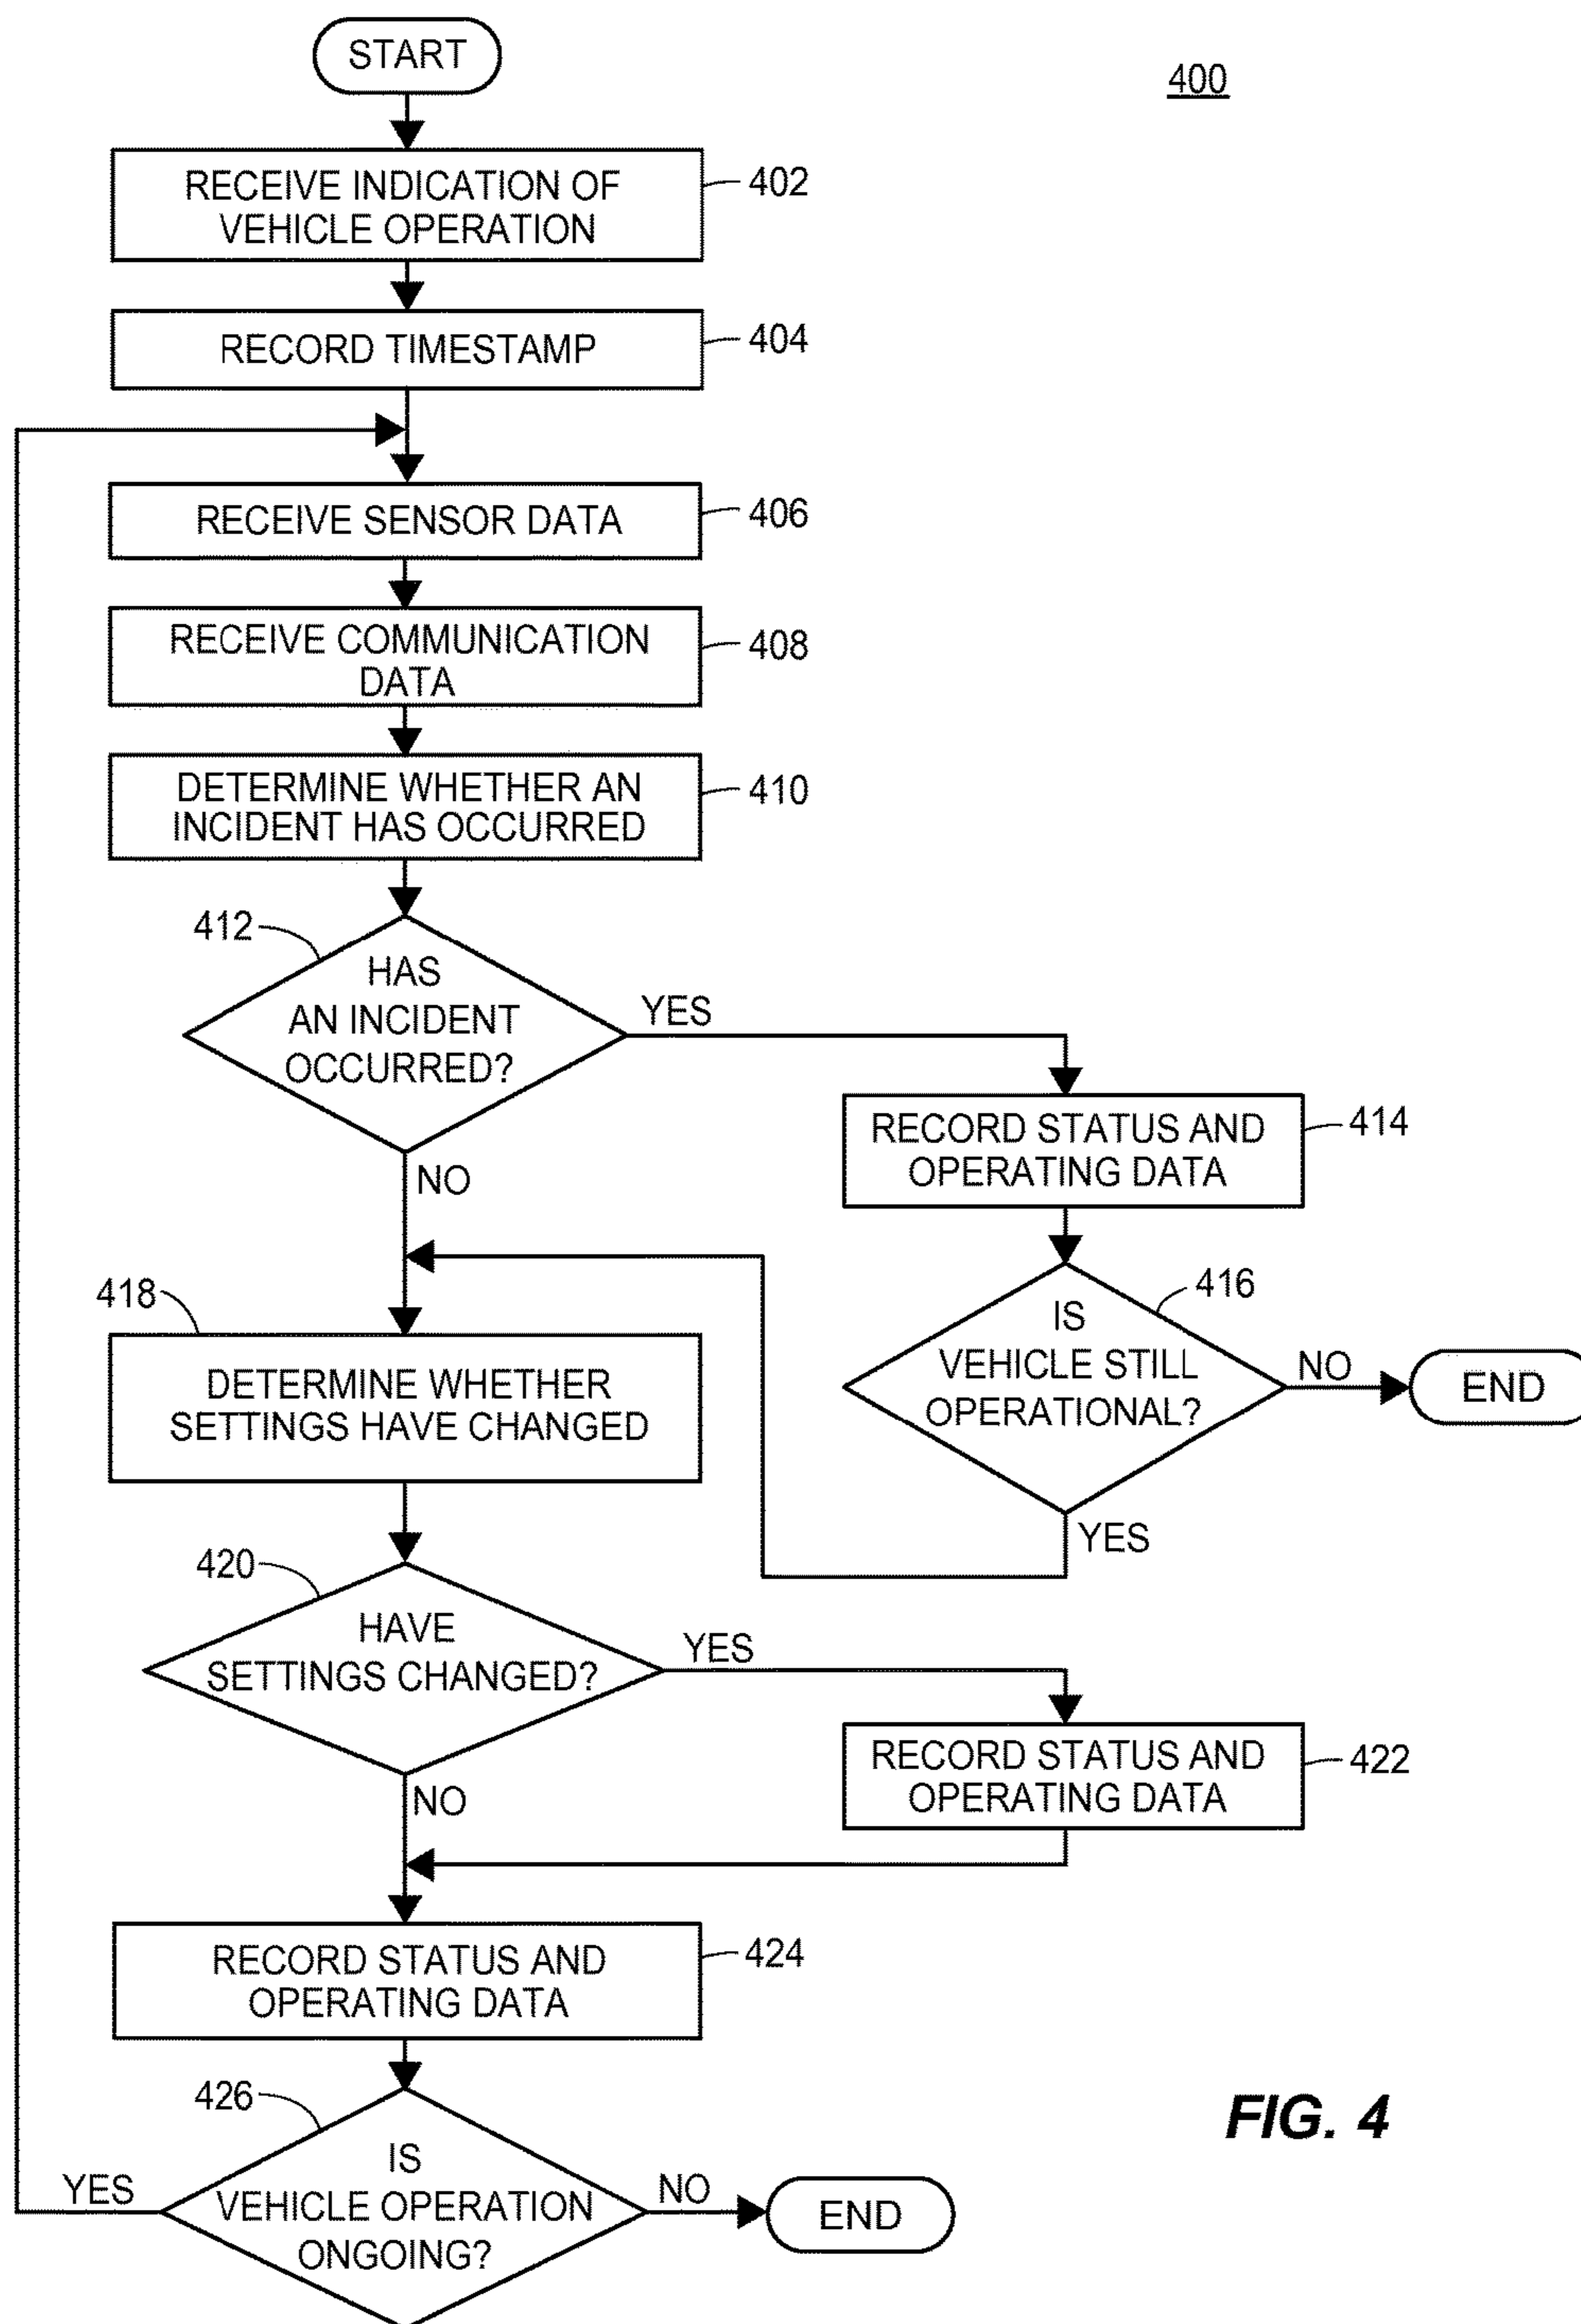 START
400
RECEIVE INDICATION OF
VEHICLE OPERATION
402
RECORD TIMESTAMP
404
RECEIVE SENSOR DATA
406
RECEIVE COMMUNICATION
DATA
408
DETERMINE WHETHER AN
INCIDENT HAS OCCURRED
410
412
HAS
AN INCIDENT
OCCURRED?
YES
NO
RECORD STATUS AND
OPERATING DATA
414
416
IS
VEHICLE STILL
OPERATIONAL?
NO
END
YES
418
DETERMINE WHETHER
SETTINGS HAVE CHANGED
420
HAVE
SETTINGS CHANGED?
YES
NO
RECORD STATUS AND
OPERATING DATA
422
RECORD STATUS AND
OPERATING DATA
424
426
IS
VEHICLE OPERATION
ONGOING?
YES
NO
END
FIG. 4